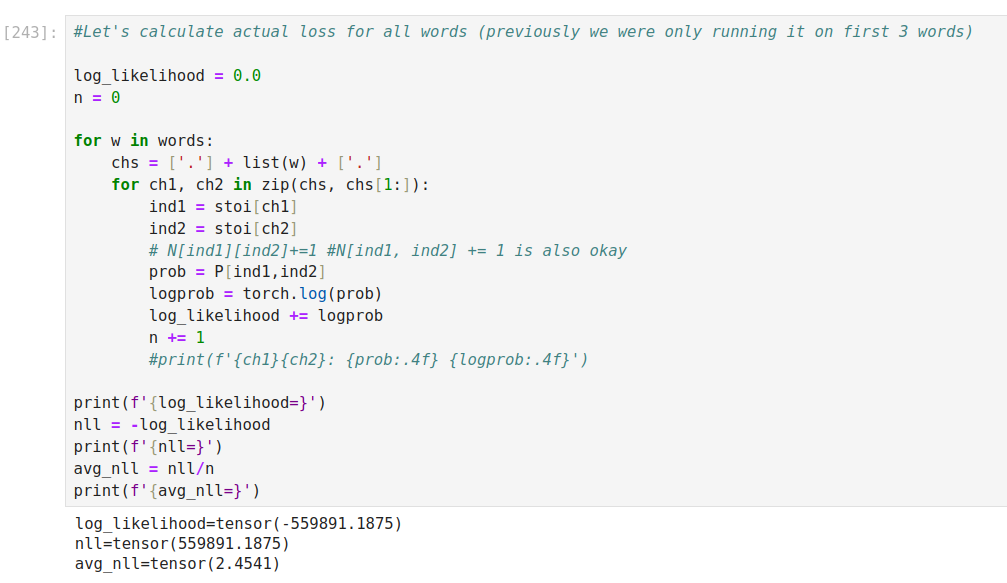 [243]: #Let's calculate actual loss for all words (previously we were only running it on first 3 words)
log_likelihood = 0.0
n = 0
for w in words:
    chs = ['.'] + list(w) + ['.']
    for ch1, ch2 in zip(chs, chs[1:]):
        ind1 = stoi[ch1]
        ind2 = stoi[ch2]
        # N[ind1][ind2]+=1 #N[ind1, ind2] += 1 is also okay
        prob = P[ind1,ind2]
        logprob = torch.log(prob)
        log_likelihood += logprob
        n += 1
        #print(f'{ch1}{ch2}: {prob:.4f} {logprob:.4f}')
print(f'{log_likelihood=}')
nll = -log_likelihood
print(f'{nll=}')
avg_nll = nll/n
print(f'{avg_nll=}')
log_likelihood=tensor(-559891.1875)
nll=tensor(559891.1875)
avg_nll=tensor(2.4541)